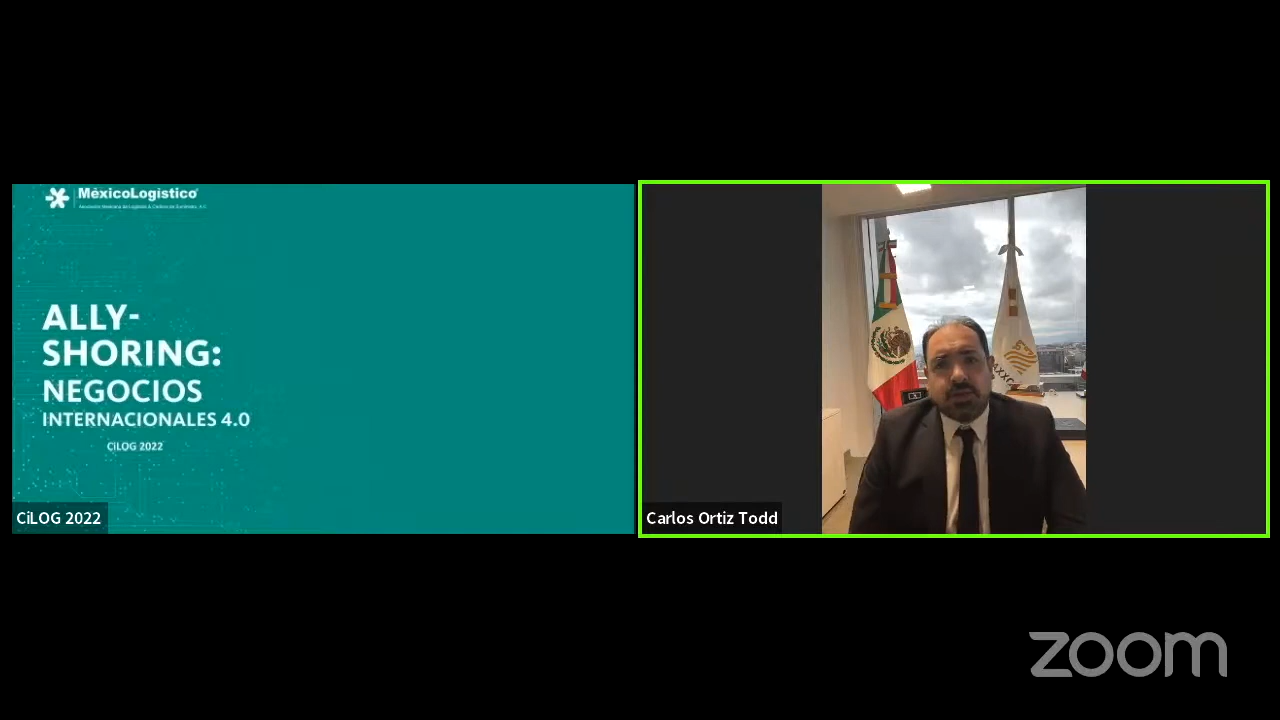 MéxicoLogístico
ALLY-
SHORING:
NEGOCIOS
INTERNACIONALES 4.0
CiLOG 2022
CiLOG 2022
Carlos Ortiz Todd
zoom